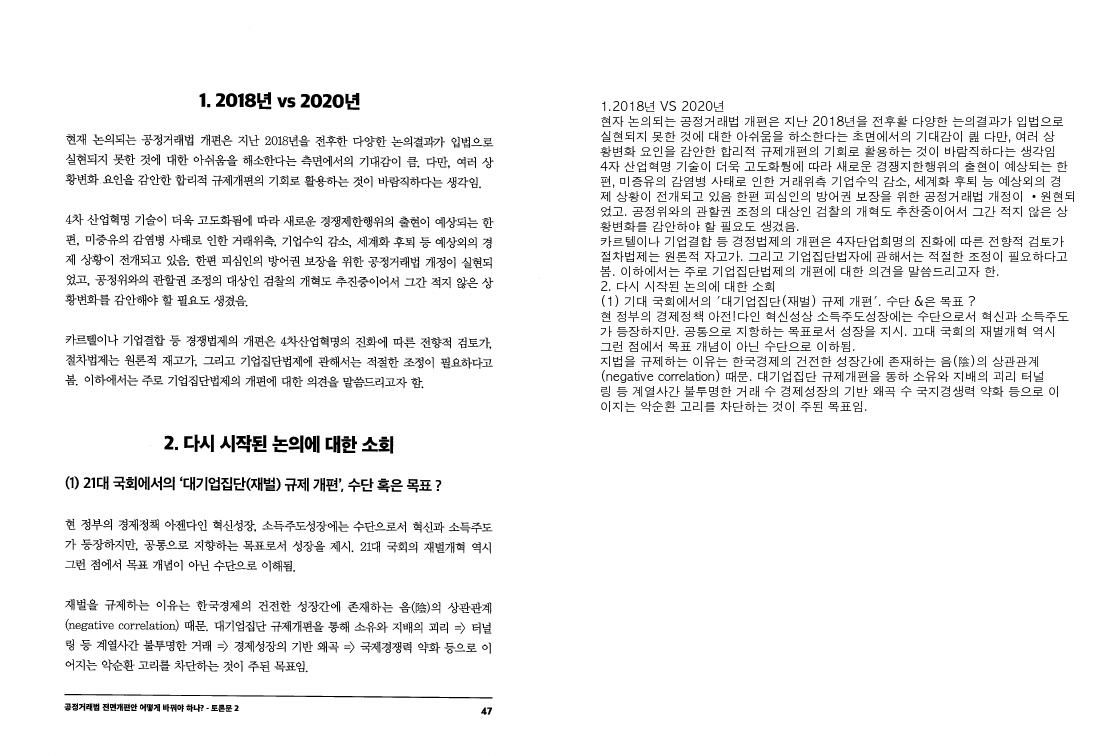 1. 2018년 vs 2020년
현재 논의되는 공정거래법 개편은 지난 2018년을 전후한 다양한 논의결과가 입법으로
실현되지 못한 것에 대한 아쉬움을 해소한다는 측면에서의 기대감이 큼. 다만, 여러 상
황변화 요인을 감안한 합리적 규제개편의 기회로 활용하는 것이 바람직하다는 생각임.
4차 산업혁명 기술이 더욱 고도화됨에 따라 새로운 경쟁제한행위의 출현이 예상되는 한
편, 미증유의 감염병 사태로 인한 거래위축, 기업수익 감소, 세계화 후퇴 등 예상외의 경
제 상황이 전개되고 있음. 한편 피심인의 방어권 보장을 위한 공정거래법 개정이 실현되
었고, 공정위와의 관할권 조정의 대상인 검찰의 개혁도 추진중이어서 그간 적지 않은 상
황변화를 감안해야 할 필요도 생겼음.
카르텔이나 기업결합 등 경쟁법제의 개편은 4차산업혁명의 진화에 따른 전향적 검토가,
절차법제는 원론적 재고가, 그리고 기업집단법제에 관해서는 적절한 조정이 필요하다고
봄. 이하에서는 주로 기업집단법제의 개편에 대한 의견을 말씀드리고자 함.
2. 다시 시작된 논의에 대한 소회
(1) 21대 국회에서의 '대기업집단(재벌) 규제 개편', 수단 혹은 목표 ?
현 정부의 경제정책 아젠다인 혁신성장, 소득주도성장에는 수단으로서 혁신과 소득주도
가 등장하지만, 공통으로 지향하는 목표로서 성장을 제시. 21대 국회의 재벌개혁 역시
그런 점에서 목표 개념이 아닌 수단으로 이해됨.
재벌을 규제하는 이유는 한국경제의 건전한 성장간에 존재하는 음(陰)의 상관관계
(negative correlation) 때문. 대기업집단 규제개편을 통해 소유와 지배의 괴리 => 터널
링 등 계열사간 불투명한 거래 => 경제성장의 기반 왜곡 => 국제경쟁력 약화 등으로 이
어지는 악순환 고리를 차단하는 것이 주된 목표임.
공정거래법 전면개편안 어떻게 바꿔야 하나? - 토론문 2
47
1.2018년 VS 2020년
현자 논의되는 공정거래법 개편은 지난 2018년을 전후활 다양한 논의결과가 입법으로
실현되지 못한 것에 대한 아쉬움을 하소한다는 초면에서의 기대감이 큄 다만, 여러 상
황변화 요인을 감안한 합리적 규제개편의 기회로 활용하는 것이 바람직하다는 생각임
4자 산업혁명 기술이 더욱 고도화퉝에 따라 새로운 경쟁지한행위의 출현이 예상되는 한
편, 미증유의 감염병 사태로 인한 거래위측 기업수익 감소, 세계화 후퇴 능 예상외의 경
제 상황이 전개되고 있음 한편 피심인의 방어권 보장을 위한 공정거래법 개정이 •원현되
었고. 공정위와의 관할권 조정의 대상인 검찰의 개혁도 추찬중이어서 그간 적지 않은 상
황변화를 감안하야 할 필요도 생겼음.
카르텔이나 기업결합 등 경정법제의 개편은 4자단업희명의 진화에 따른 전향적 검토가
절차법제는 원론적 자고가. 그리고 기업집단법자에 관해서는 적절한 조정이 필요하다고
봄. 이하에서는 주로 기업집단법제의 개편에 대한 의견을 말씀드리고자 한.
2. 다시 시작된 논의에 대한 소회
(1) 기대 국회에서의 '대기업집단(재벌) 규제 개편'. 수단 &은 목표 ?
현 정부의 경제정책 아전!다인 혁신성상 소득주도성장에는 수단으로서 혁신과 소득주도
가 등장하지만. 공통으로 지향하는 목표로서 성장을 지시. 끄대 국회의 재별개혁 역시
그런 점에서 목표 개념이 아닌 수단으로 이하됨.
지법을 규제하는 이유는 한국경제의 건전한 성장간에 존재하는 음(陰)의 상관관계
(negative correlation) 때문. 대기업집단 규제개편을 동하 소유와 지배의 괴리 터널
링 등 계열사간 불투명한 거래 수 경제성장의 기반 왜곡 수 국지경생력 약화 등으로 이
이지는 악순환 고리를 차단하는 것이 주된 목표임.